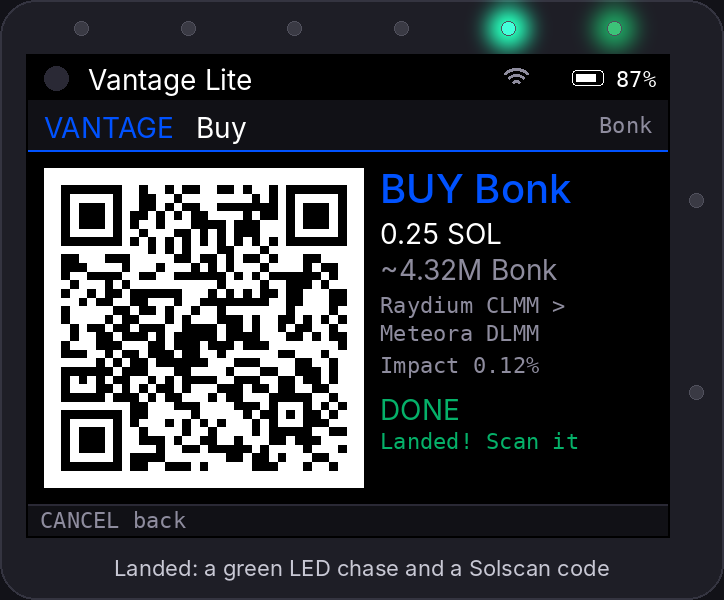 Vantage Lite 87%
VANTAGE Buy Bonk
BUY Bonk
0.25 SOL
~4.32M Bonk
Raydium CLMM >
Meteora DLMM
Impact 0.12%
DONE
Landed! Scan it
CANCEL back
Landed: a green LED chase and a Solscan code